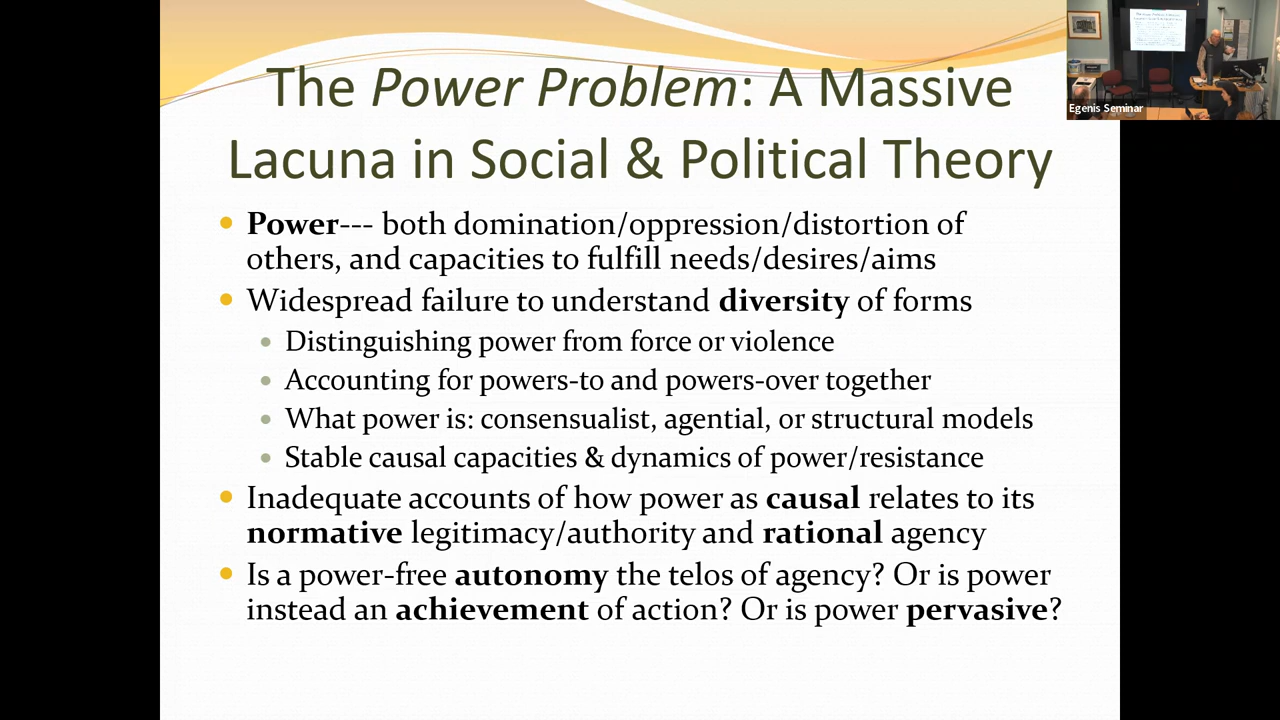 The Power Problem: A Massive
Lacuna in Social & Political Theory
Egenis Seminar
• Power--- both domination/oppression/distortion of
others, and capacities to fulfill needs/desires/aims
• Widespread failure to understand diversity of forms
• Distinguishing power from force or violence
• Accounting for powers-to and powers-over together
• What power is: consensualist, agential, or structural models
• Stable causal capacities & dynamics of power/resistance
• Inadequate accounts of how power as causal relates to its
normative legitimacy/authority and rational agency
• Is a power-free autonomy the telos of agency? Or is power
instead an achievement of action? Or is power pervasive?